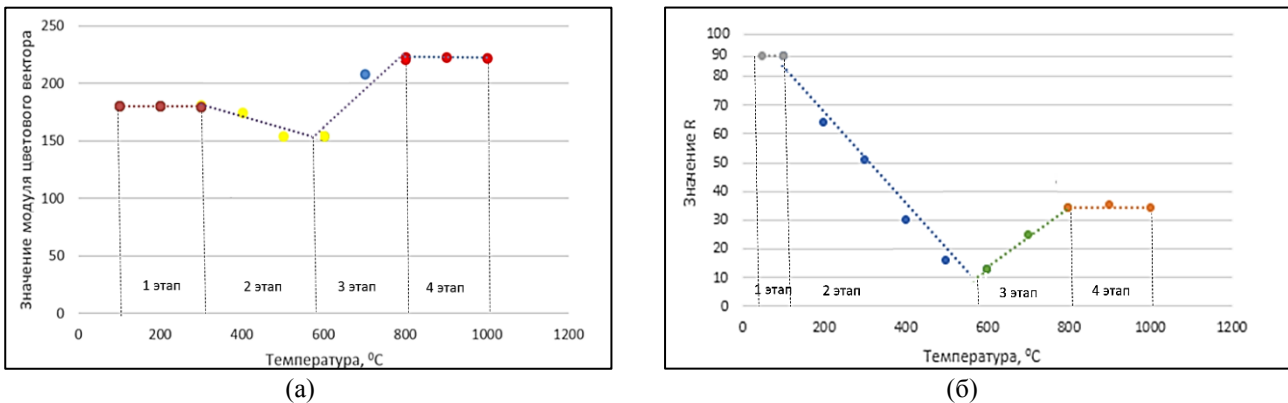 Значение модуля цветового вектора
250
200
150
100
50
0
1 этап 2 этап 3 этап 4 этап
0 200 400 600 800 1000 1200
Температура, ⁰С
(а)
Значение R
100
90
80
70
60
50
40
30
20
10
0
1 этап 2 этап 3 этап 4 этап
0 200 400 600 800 1000 1200
Температура, ⁰С
(б)